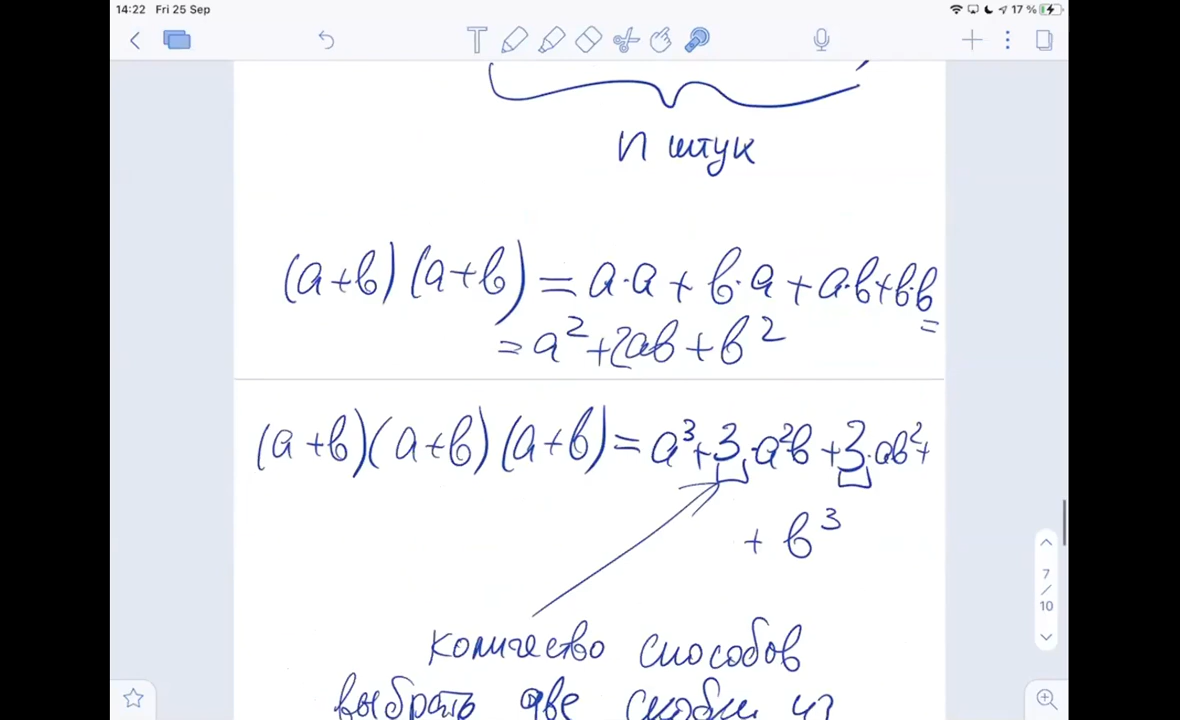 14:22 Fri 25 Sep 17 %
T
n штук
(a+b)(a+b) = a·a + b·a + a·b + b·b =
= a² + 2ab + b²
(a+b)(a+b)(a+b) = a³ + 3·a²b + 3·ab² +
+ b³
количество способов
выбрать две скобки из
7
/
10